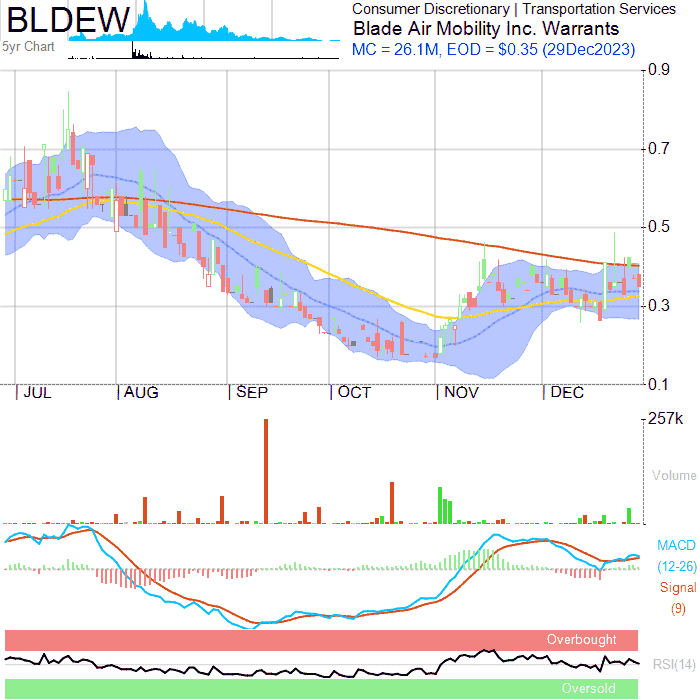 BLDEW
5yr Chart
Consumer Discretionary | Transportation Services
Blade Air Mobility Inc. Warrants
MC = 26.1M, EOD = $0.35 (29Dec2023)
0.9
0.7
0.5
0.3
0.1
JUL
AUG
SEP
OCT
NOV
DEC
257k
Volume
MACD
(12-26)
Signal
(9)
Overbought
RSI(14)
Oversold